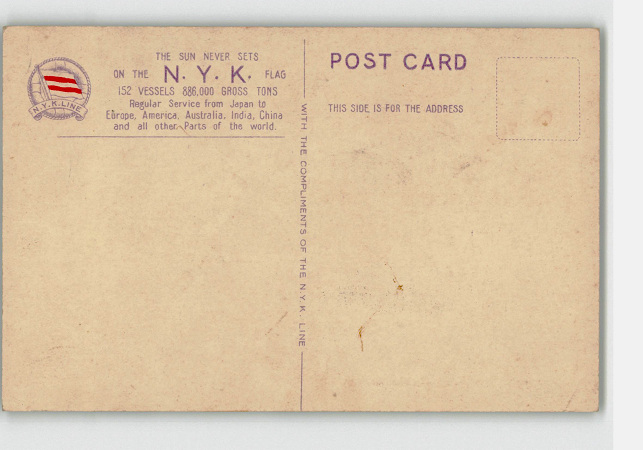 THE SUN NEVER SETS
ON THE N. Y. K. FLAG
152 VESSELS 886,000 GROSS TONS
Regular Service from Japan to
Europe, America, Australia, India, China
and all other Parts of the world.
N.Y.K.LINE
WITH THE COMPLIMENTS OF THE N.Y.K. LINE
POST CARD
THIS SIDE IS FOR THE ADDRESS